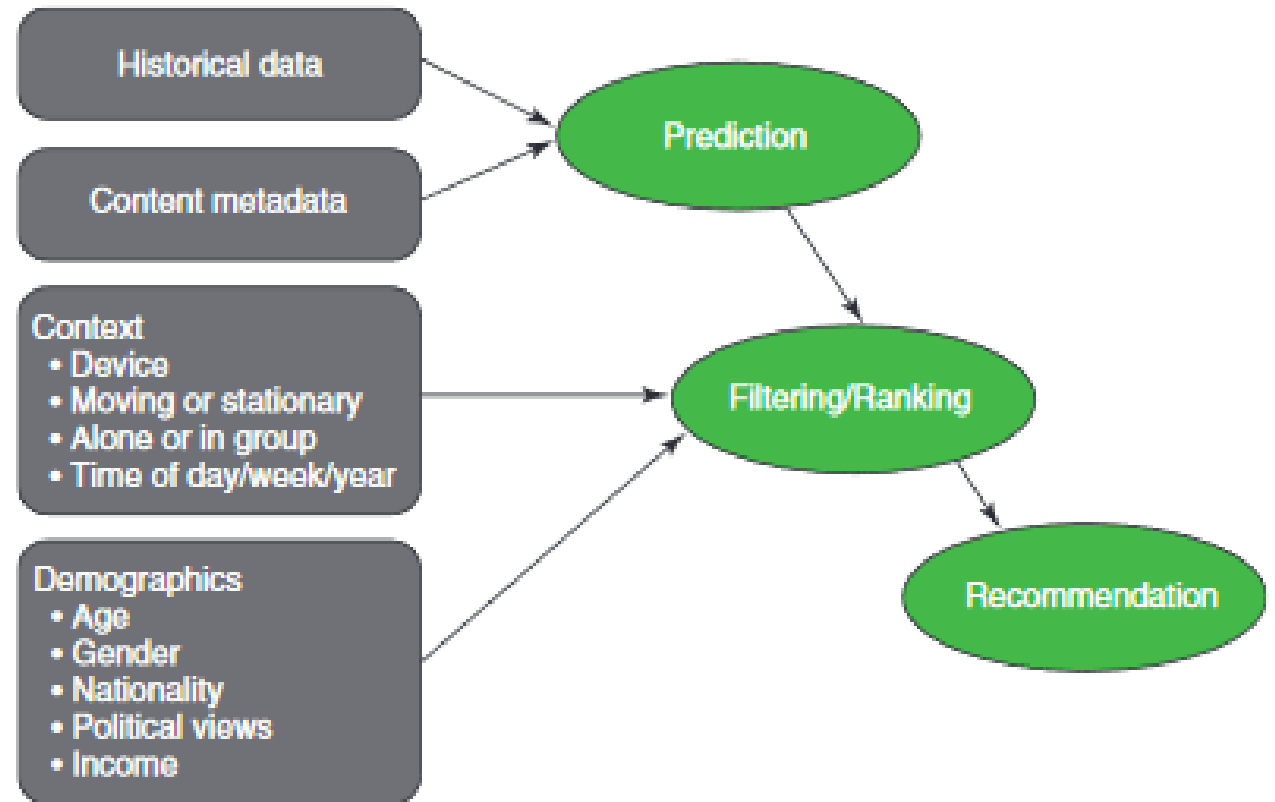 Historical data
Content metadata
Context
• Device
• Moving or stationary
• Alone or in group
• Time of day/week/year
Demographics
• Age
• Gender
• Nationality
• Political views
• Income
Prediction
Filtering/Ranking
Recommendation